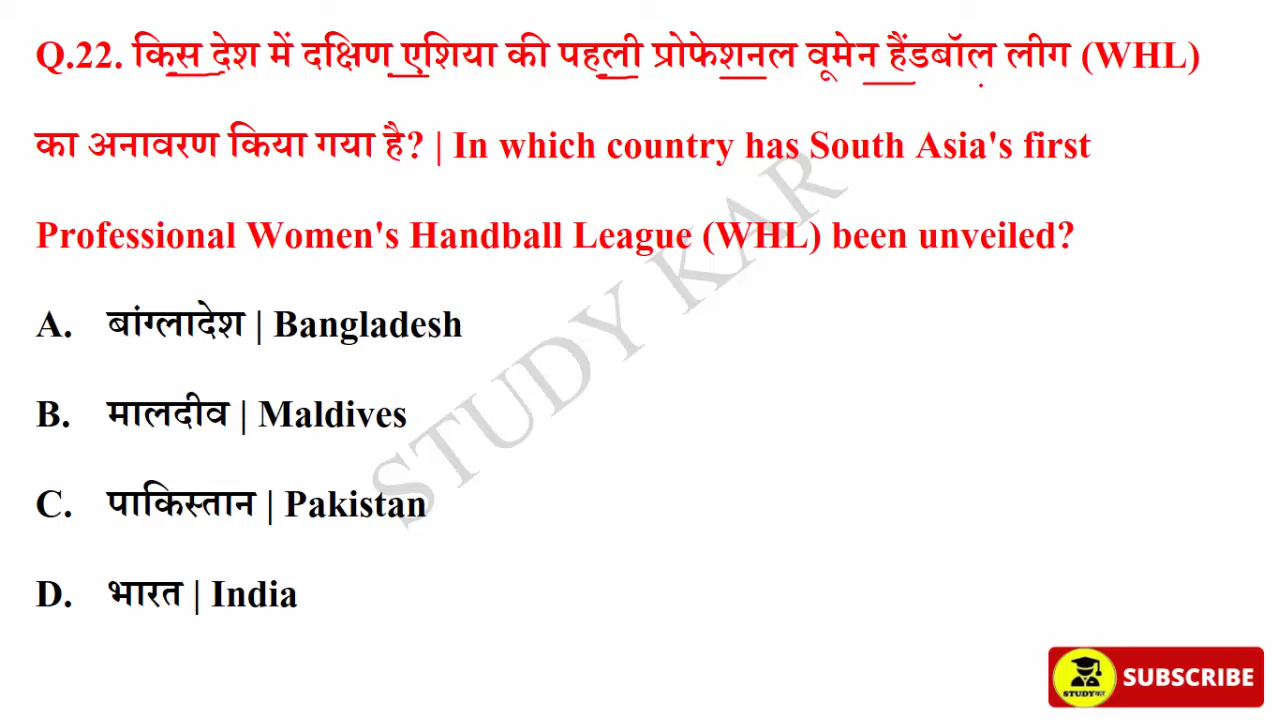 Q.22. किस देश में दक्षिण एशिया की पहली प्रोफेशनल वूमेन हैंडबॉल लीग (WHL)
का अनावरण किया गया है? | In which country has South Asia's first
Professional Women's Handball League (WHL) been unveiled?
A. बांग्लादेश | Bangladesh
B. मालदीव | Maldives
C. पाकिस्तान | Pakistan
D. भारत | India
STUDY KAR
STUDYकर
SUBSCRIBE